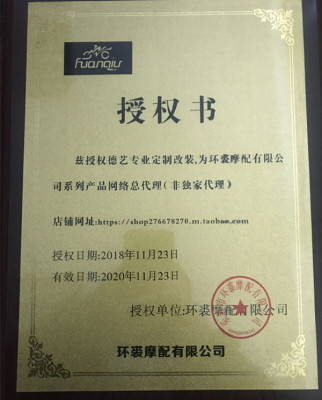 Fuanqiu
授权书
兹授权德艺专业定制改装,为环裘摩配有限公
司系列产品网络总代理(非独家代理》
店铺网址:https://shop276678270.m.taobao.com
授权日期:2018年11月23日
有效日期:2020年11月23日
授权单位:环裘摩配有限公司
环裘摩配有限公司